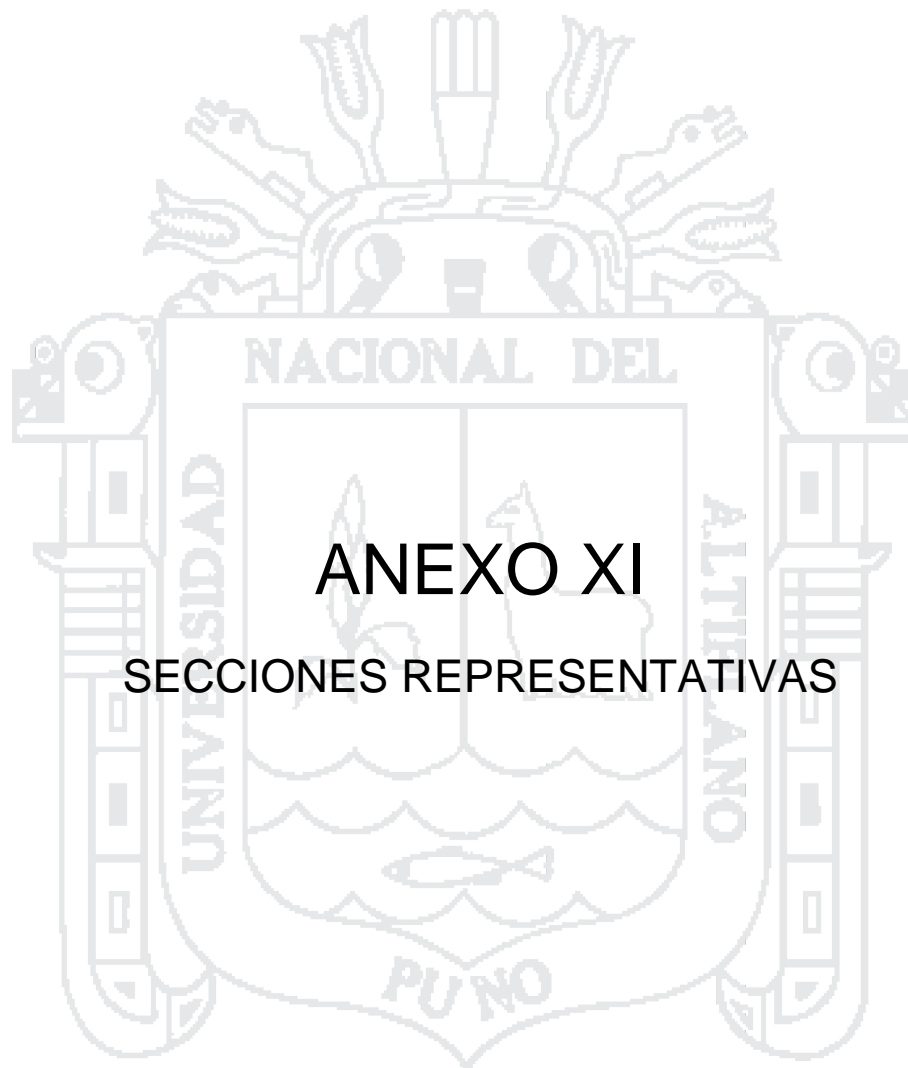 NACIONAL DEL
UNIVERSIDAD
ALTIPLANO
ANEXO XI
SECCIONES REPRESENTATIVAS
PUNO